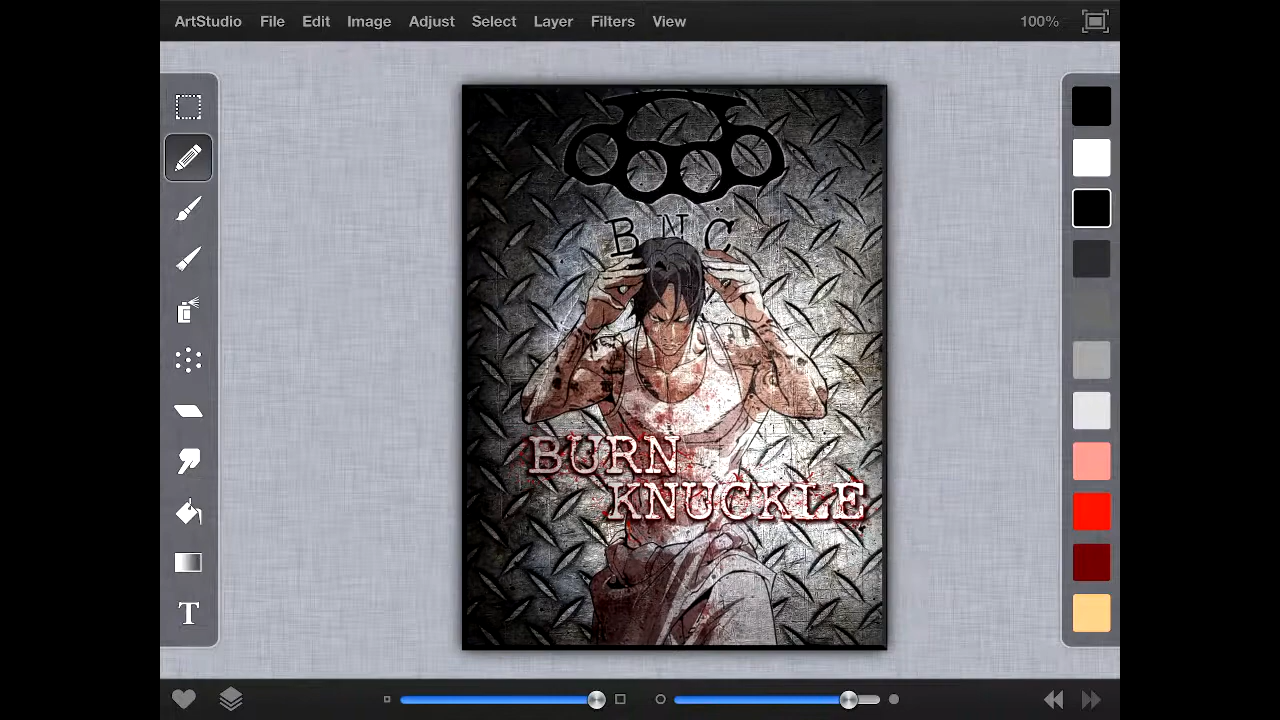 ArtStudio File Edit Image Adjust Select Layer Filters View 100%
BNC
BURN
KNUCKLE
T